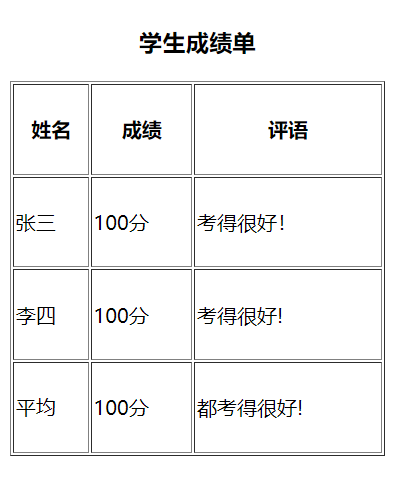 学生成绩单
姓名 成绩 评语
张三 100分 考得很好！
李四 100分 考得很好!
平均 100分 都考得很好!